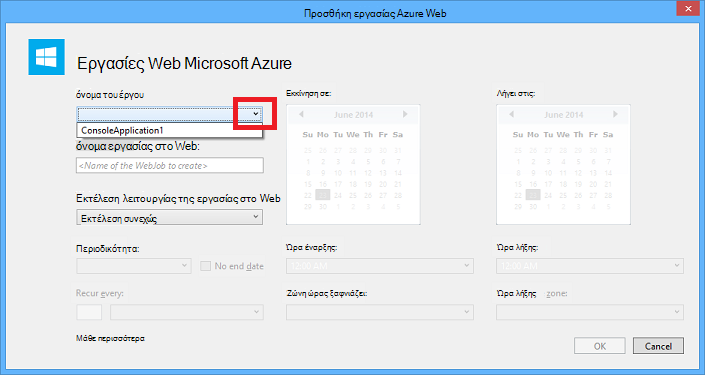 Προσθήκη εργασίας Azure Web
Εργασίες Web Microsoft Azure
όνομα του έργου
ConsoleApplication1
όνομα εργασίας στο Web:
<Name of the WebJob to create>
Εκτέλεση λειτουργίας της εργασίας στο Web
Εκτέλεση συνεχώς
Περιοδικότητα:
No end date
Recur every:
Μάθε περισσότερα
Εκκίνηση σε:
June 2014
Su Mo Tu We Th Fr Sa
25 26 27 28 29 30 31
1 2 3 4 5 6 7
8 9 10 11 12 13 14
15 16 17 18 19 20 21
22 23 24 25 26 27 28
29 30 1 2 3 4 5
Ώρα έναρξης:
12:00 AM
Ζώνη ώρας ξαφνιάζει:
Λήγει στις:
June 2014
Su Mo Tu We Th Fr Sa
25 26 27 28 29 30 31
1 2 3 4 5 6 7
8 9 10 11 12 13 14
15 16 17 18 19 20 21
22 23 24 25 26 27 28
29 30 1 2 3 4 5
Ώρα λήξης:
12:00 AM
Ώρα λήξης zone:
OK
Cancel